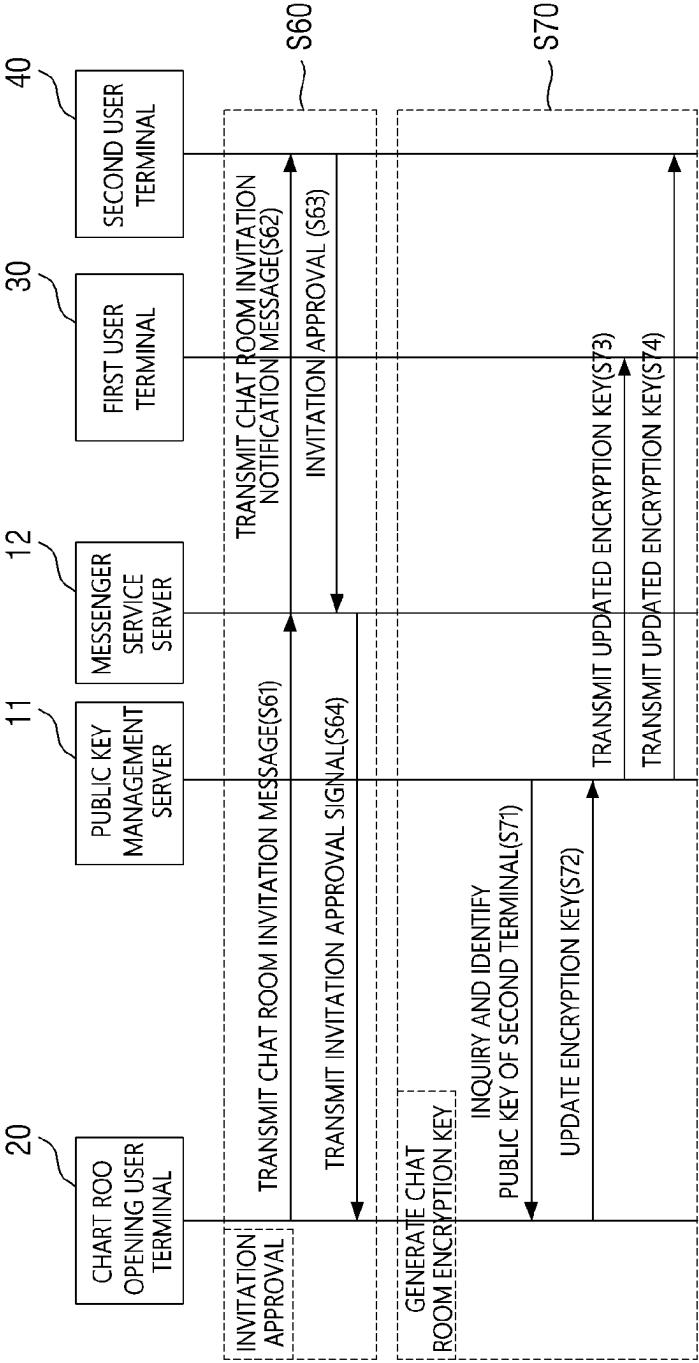 20
CHART ROO
OPENING USER
TERMINAL
11
PUBLIC KEY
MANAGEMENT
SERVER
12
MESSENGER
SERVICE
SERVER
30
FIRST USER
TERMINAL
40
SECOND USER
TERMINAL
INVITATION
APPROVAL
S60
TRANSMIT CHAT ROOM INVITATION MESSAGE(S61)
TRANSMIT CHAT ROOM INVITATION
NOTIFICATION MESSAGE(S62)
INVITATION APPROVAL (S63)
TRANSMIT INVITATION APPROVAL SIGNAL(S64)
GENERATE CHAT
ROOM ENCRYPTION KEY
S70
INQUIRY AND IDENTIFY
PUBLIC KEY OF SECOND TERMINAL(S71)
UPDATE ENCRYPTION KEY(S72)
TRANSMIT UPDATED ENCRYPTION KEY(S73)
TRANSMIT UPDATED ENCRYPTION KEY(S74)